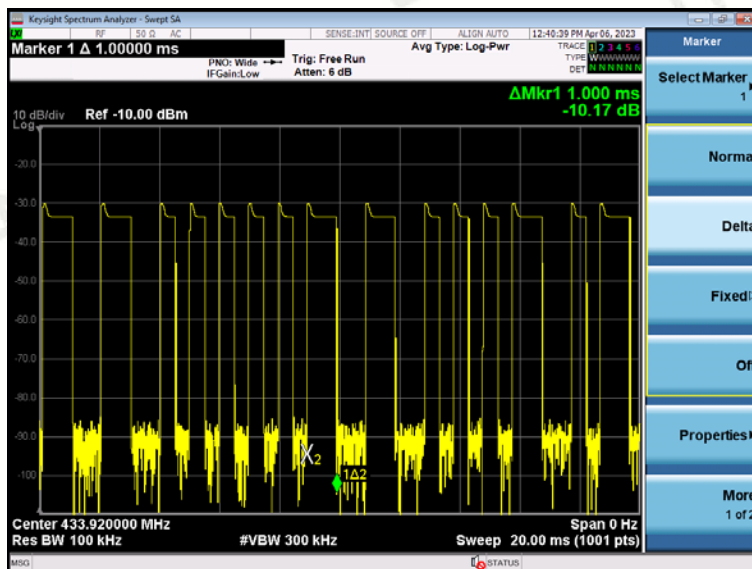 Keysight Spectrum Analyzer - Swept SA
LXI RF 50 Ω AC SENSE:INT SOURCE OFF ALIGN AUTO 12:40:39 PM Apr 06, 2023
Marker 1 Δ 1.00000 ms
PNO: Wide
IFGain:Low
Trig: Free Run
Atten: 6 dB
Avg Type: Log-Pwr
TRACE 1 2 3 4 5 6
TYPE WWWWWW
DET N N N N N N
ΔMkr1 1.000 ms
-10.17 dB
10 dB/div Ref -10.00 dBm
Log
-20.0
-30.0
-40.0
-50.0
-60.0
-70.0
-80.0
-90.0
-100
X2
1Δ2
Center 433.920000 MHz
Span 0 Hz
Res BW 100 kHz
#VBW 300 kHz
Sweep 20.00 ms (1001 pts)
MSG
STATUS
Marker
Select Marker
1
Norma
Delta
Fixed
Of
Properties
More
1 of 2